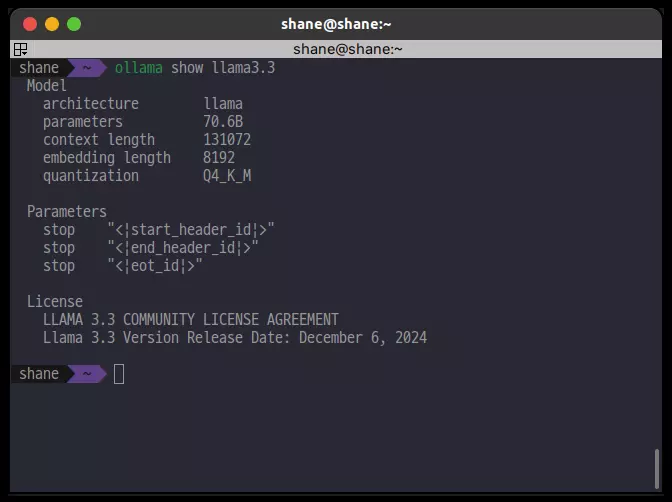 shane@shane:~
shane@shane:~
shane ~ ollama show llama3.3
Model
architecture llama
parameters 70.6B
context length 131072
embedding length 8192
quantization Q4_K_M
Parameters
stop "<¦start_header_id¦>"
stop "<¦end_header_id¦>"
stop "<¦eot_id¦>"
License
LLAMA 3.3 COMMUNITY LICENSE AGREEMENT
Llama 3.3 Version Release Date: December 6, 2024
shane ~